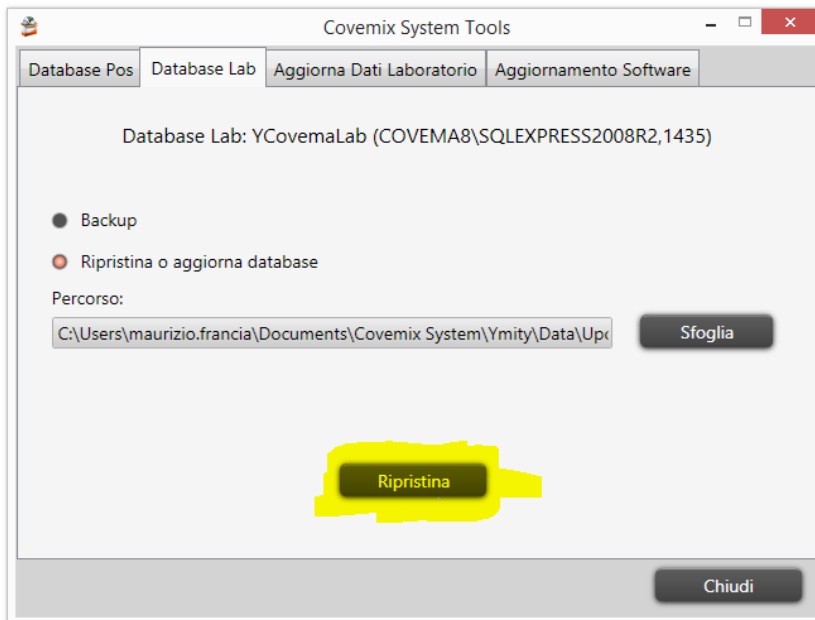 Covemix System Tools
Database Pos
Database Lab
Aggiorna Dati Laboratorio
Aggiornamento Software
Database Lab: YCovemaLab (COVEMA8\SQLEXPRESS2008R2,1435)
Backup
Ripristina o aggiorna database
Percorso:
C:\Users\maurizio.francia\Documents\Covemix System\Ymity\Data\Upd
Sfoglia
Ripristina
Chiudi